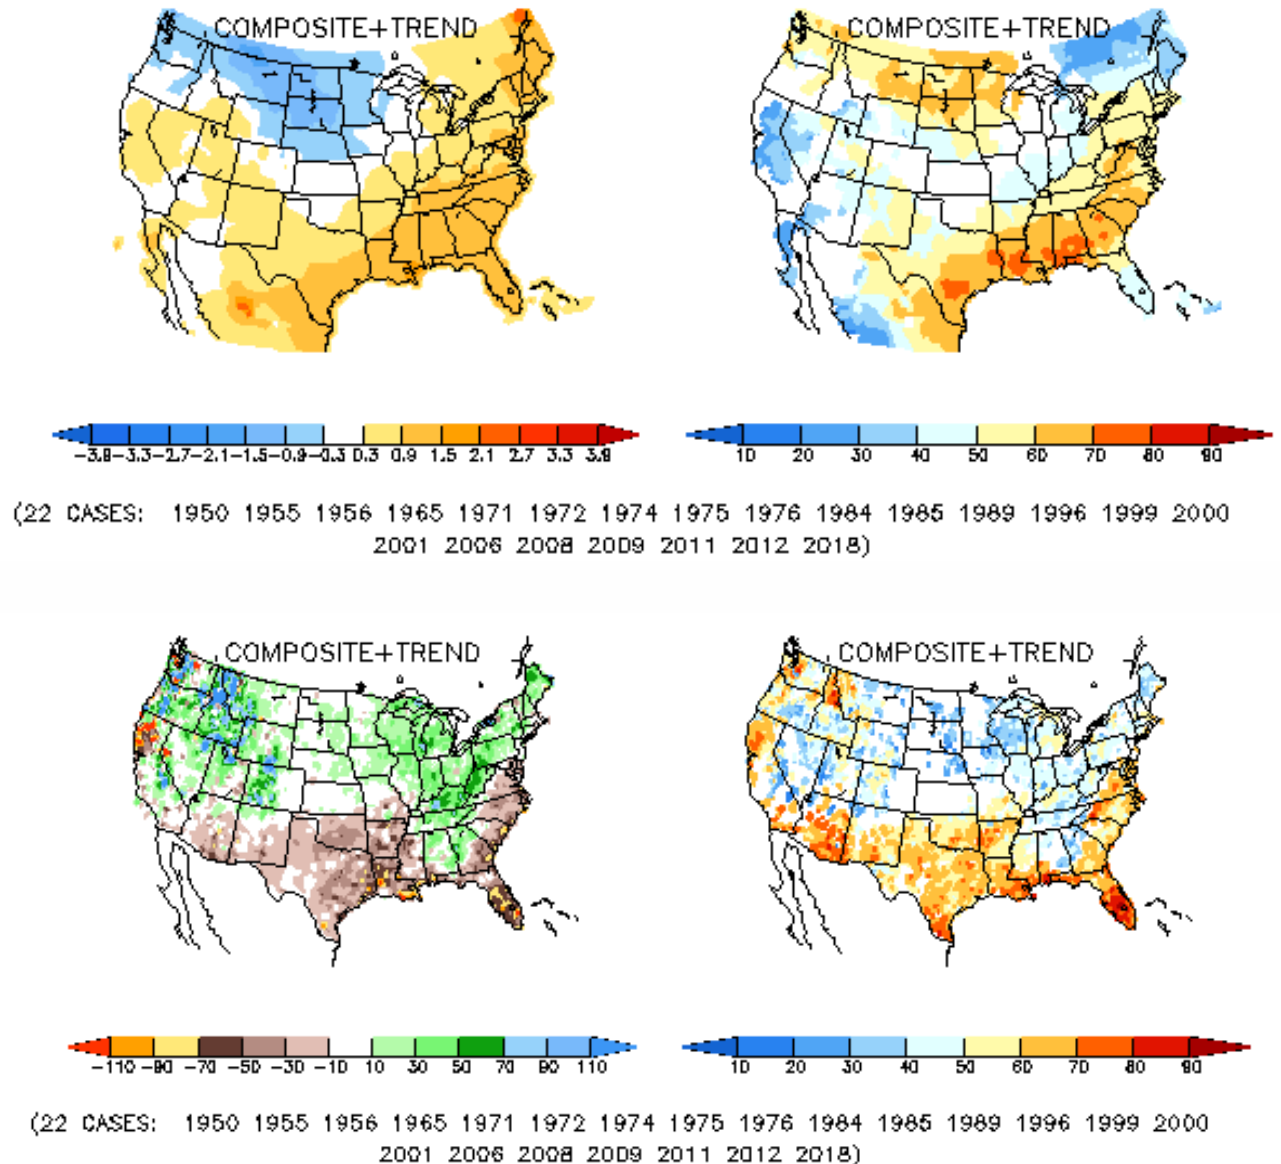 COMPOSITE+TREND
COMPOSITE+TREND
-3.9 -3.3 -2.7 -2.1 -1.5 -0.9 -0.3 0.3 0.9 1.5 2.1 2.7 3.3 3.9
10 20 30 40 50 60 70 80 90
(22 CASES: 1950 1955 1956 1965 1971 1972 1974 1975 1976 1984 1985 1989 1996 1999 2000
2001 2006 2008 2009 2011 2012 2018)
COMPOSITE+TREND
COMPOSITE+TREND
-110 -90 -70 -50 -30 -10 10 30 50 70 90 110
10 20 30 40 50 60 70 80 90
(22 CASES: 1950 1955 1956 1965 1971 1972 1974 1975 1976 1984 1985 1989 1996 1999 2000
2001 2006 2008 2009 2011 2012 2018)